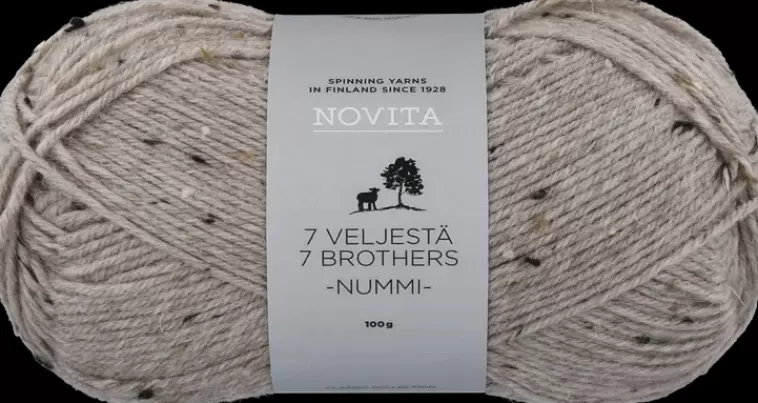 SPINNING YARNS
IN FINLAND SINCE 1928
NOVITA
7 VELJESTÄ
7 BROTHERS
-NUMMI-
100g